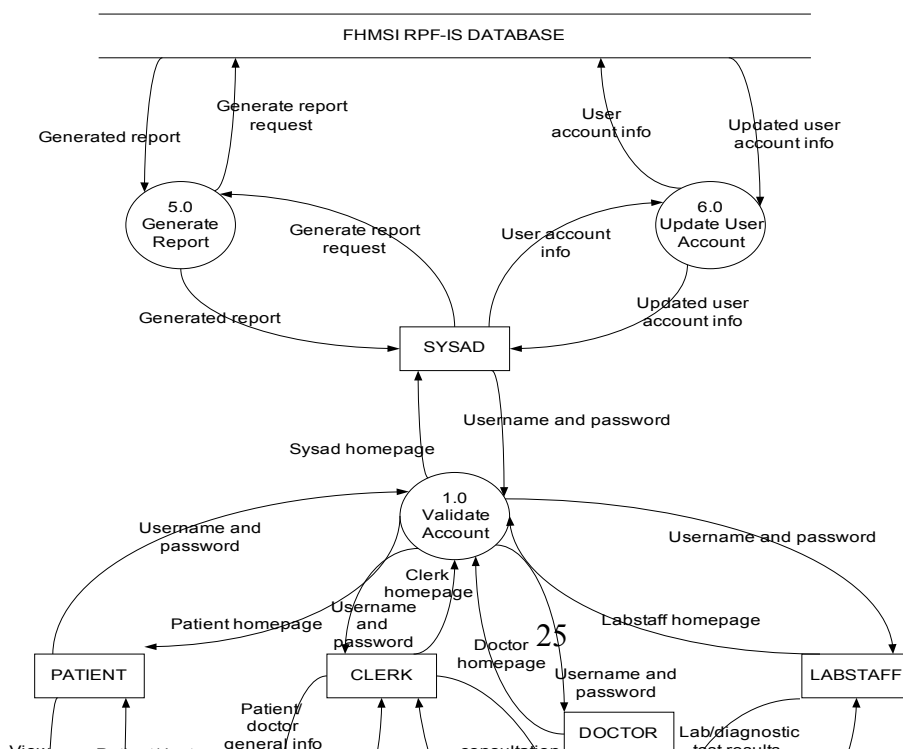 FHMSI RPF-IS DATABASE
Generate report
request
User
account info
Generated report
Updated user
account info
5.0
Generate
Report
6.0
Update User
Account
Generate report
request
User account
info
Generated report
Updated user
account info
SYSAD
Username and password
Sysad homepage
1.0
Validate
Account
Username and
password
Username and password
Clerk
homepage
Username
and
password
Patient homepage
Labstaff homepage
25
Doctor
homepage
Username and
password
PATIENT
CLERK
LABSTAFF
DOCTOR
Patient/
doctor
general info
Lab/diagnostic
test results
View
consultation